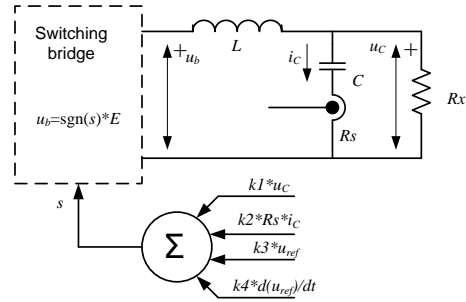 Switching
bridge
u_b=sgn(s)*E
+
u_b
L
i_C
C
Rs
u_C
+
Rx
s
Σ
k1*u_C
k2*Rs*i_C
k3*u_ref
k4*d(u_ref)/dt